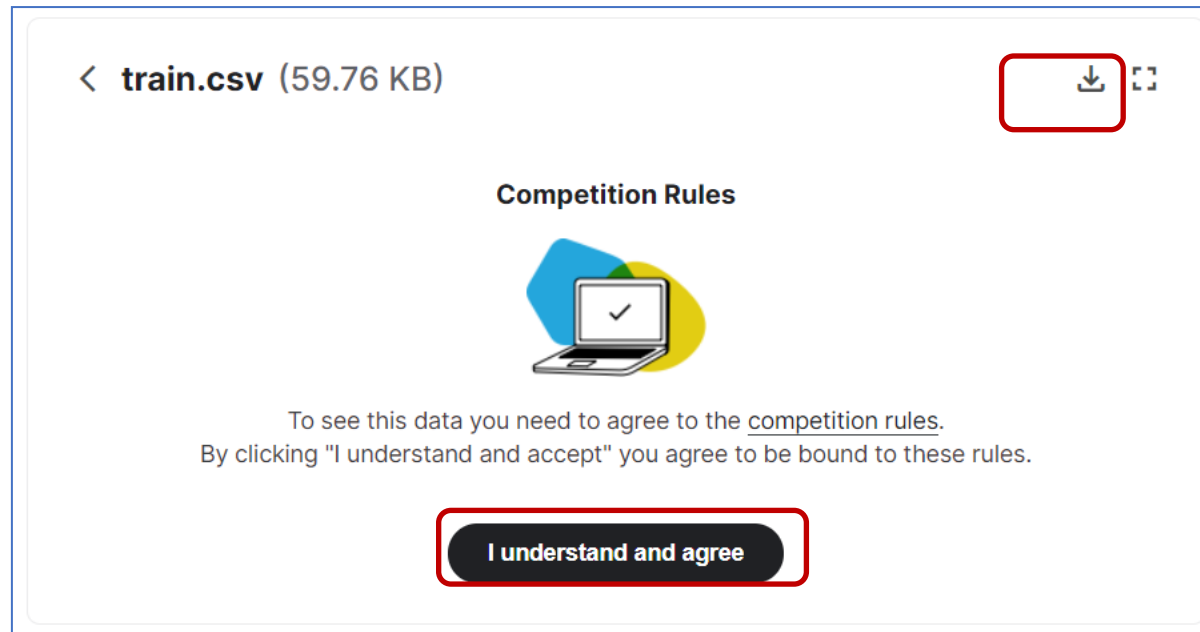 train.csv (59.76 KB)
Competition Rules
To see this data you need to agree to the competition rules.
By clicking "I understand and accept" you agree to be bound to these rules.
I understand and agree